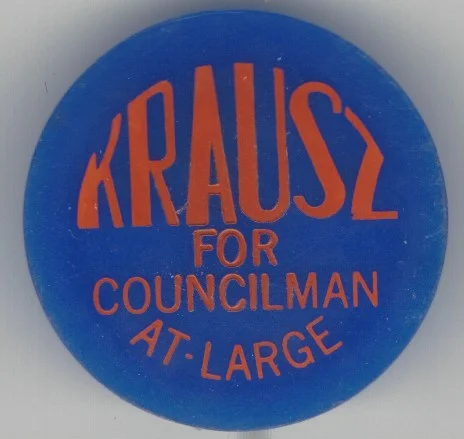 KRAUSZ
FOR
COUNCILMAN
AT-LARGE